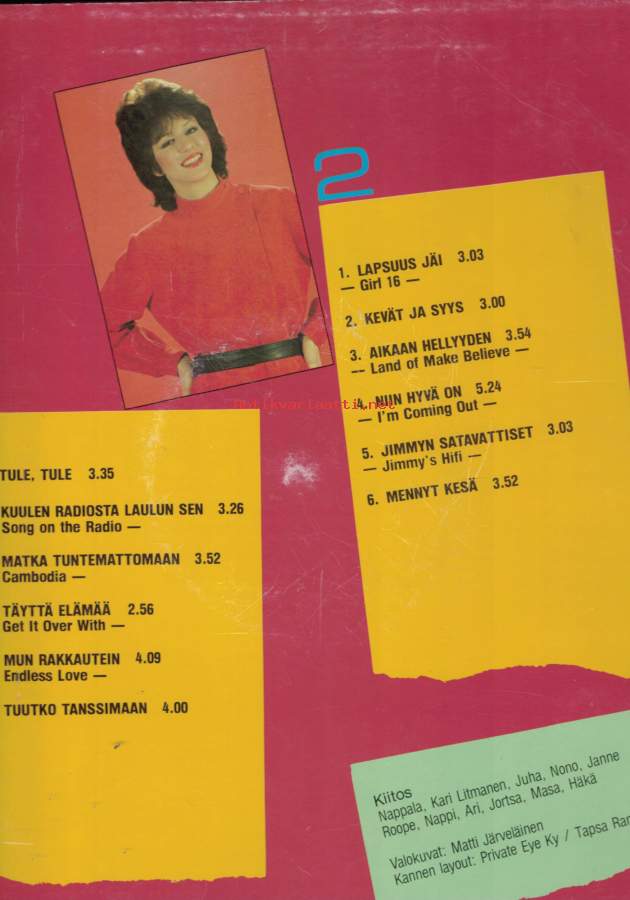 2
1. LAPSUUS JÄI 3.03
— Girl 16 —
2. KEVÄT JA SYYS 3.00
3. AIKAAN HELLYYDEN 3.54
-- Land of Make Believe —
4. NIIN HYVÄ ON 5.24
— I'm Coming Out —
5. JIMMYN SATAVATTISET 3.03
— Jimmy's Hifi —
6. MENNYT KESÄ 3.52
TULE, TULE 3.35
KUULEN RADIOSTA LAULUN SEN 3.26
Song on the Radio —
MATKA TUNTEMATTOMAAN 3.52
Cambodia —
TÄYTTÄ ELÄMÄÄ 2.56
Get It Over With —
MUN RAKKAUTEIN 4.09
Endless Love —
TUUTKO TANSSIMAAN 4.00
Kiitos
Nappala, Kari Litmanen, Juha, Nono, Janne
Roope, Nappi, Ari, Jortsa, Masa, Häkä
Valokuvat: Matti Järveläinen
Kannen layout: Private Eye Ky / Tapsa Ran
antikvariaatti.net